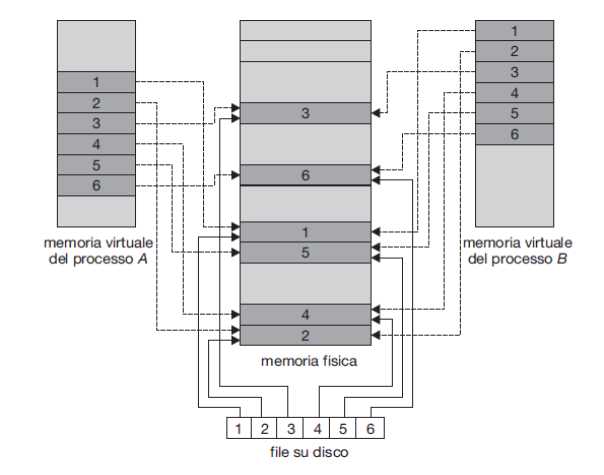 1
2
3
4
5
6
memoria virtuale
del processo A
3
6
1
5
4
2
memoria fisica
1
2
3
4
5
6
memoria virtuale
del processo B
1 2 3 4 5 6
file su disco